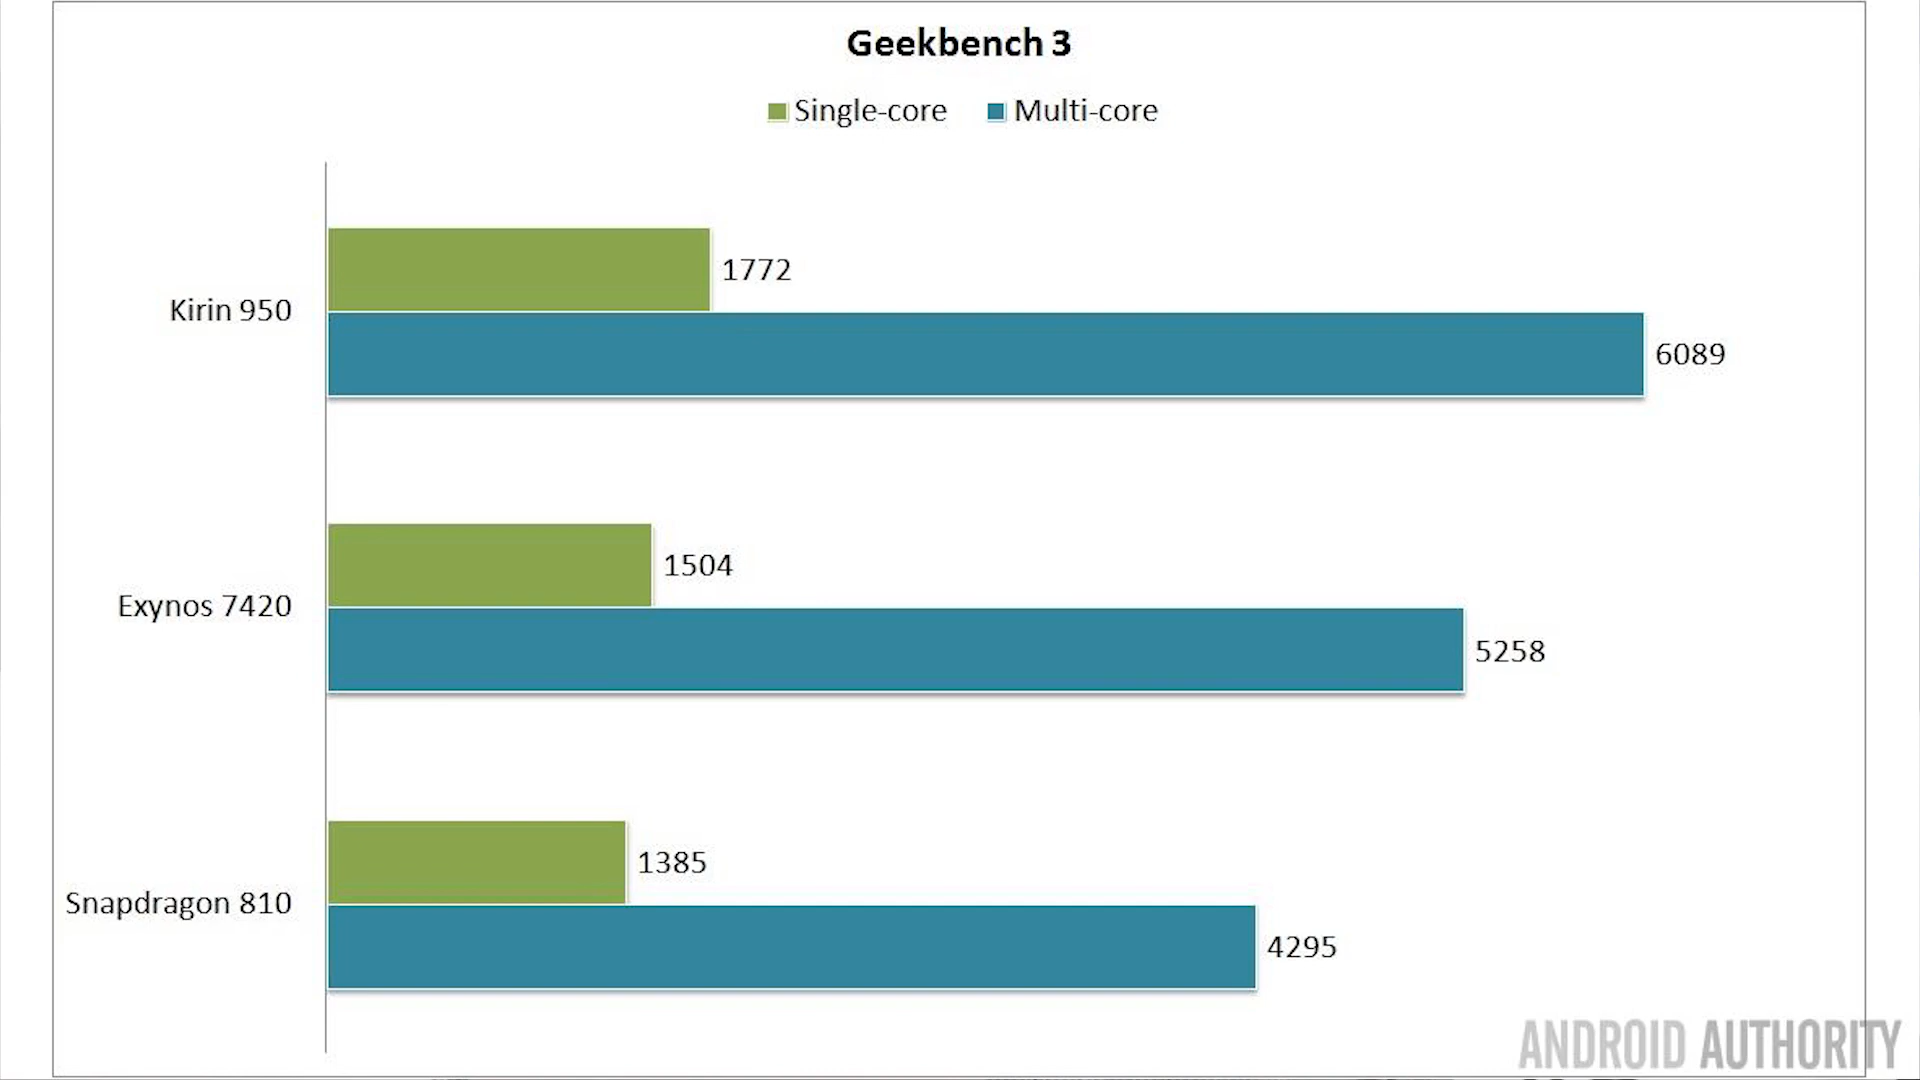 Geekbench 3
Single-core Multi-core
1772
Kirin 950
6089
1504
Exynos 7420
5258
1385
Snapdragon 810
4295
ANDROID AUTHORITY